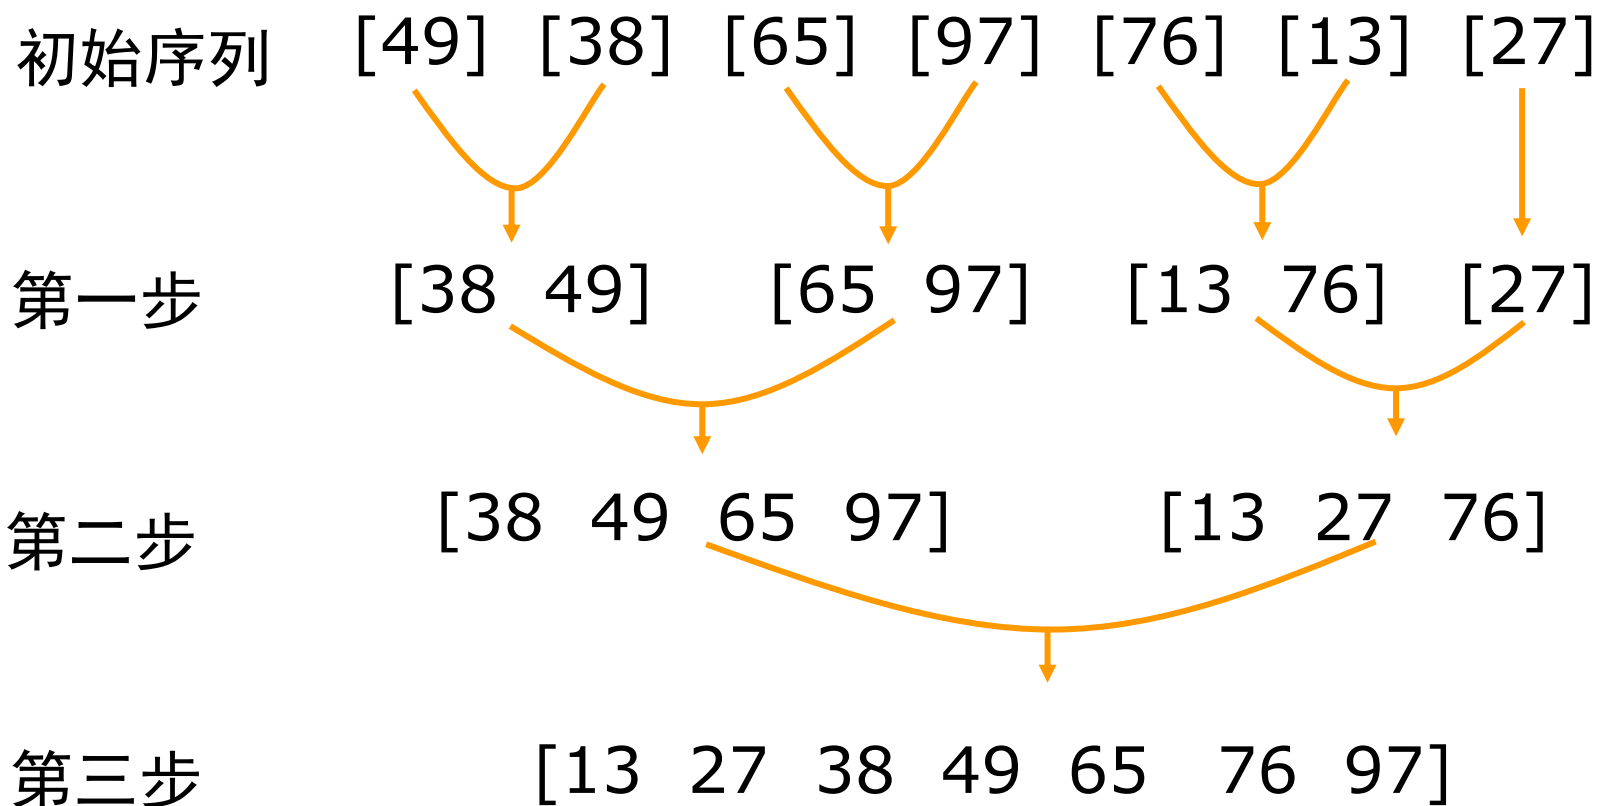 初始序列 [49] [38] [65] [97] [76] [13] [27]
第一步 [38 49] [65 97] [13 76] [27]
第二步 [38 49 65 97] [13 27 76]
第三步 [13 27 38 49 65 76 97]